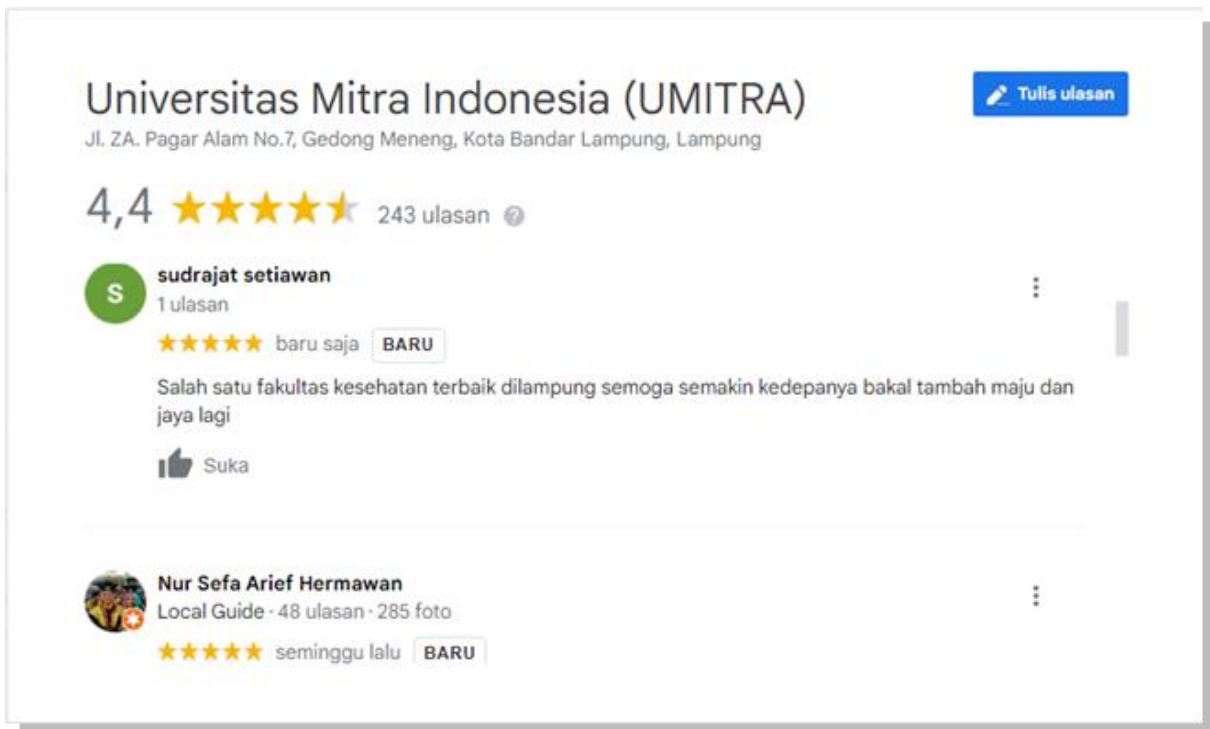 Universitas Mitra Indonesia (UMITRA)
Tulis ulasan
Jl. ZA. Pagar Alam No.7, Gedong Meneng, Kota Bandar Lampung, Lampung
4,4
243 ulasan
?
S
sudrajat setiawan
1 ulasan
baru saja BARU
Salah satu fakultas kesehatan terbaik dilampung semoga semakin kedepanya bakal tambah maju dan
jaya lagi
Suka
Nur Sefa Arief Hermawan
Local Guide · 48 ulasan · 285 foto
seminggu lalu BARU